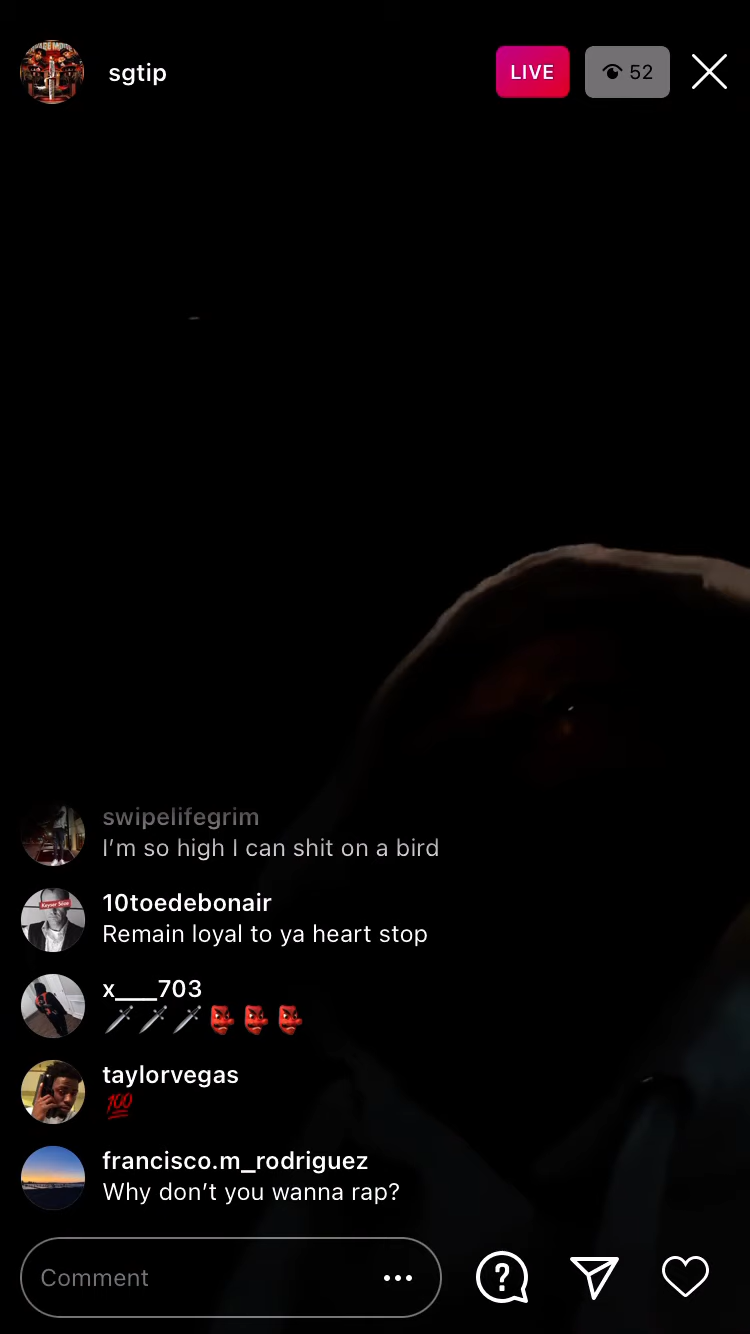 sgtip
LIVE
52
swipelifegrim
I'm so high I can shit on a bird
10toedebonair
Remain loyal to ya heart stop
x___703
🗡🗡🗡👺👺👺
taylorvegas
💯
francisco.m_rodriguez
Why don't you wanna rap?
Comment